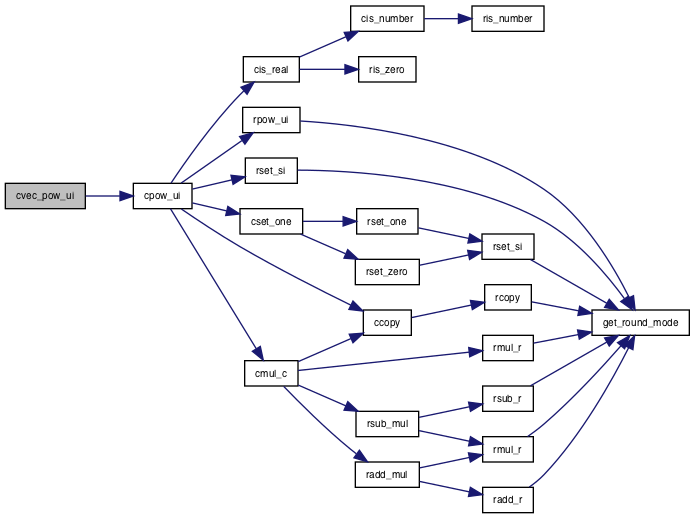 cvec_pow_ui
cpow_ui
cis_real
rpow_ui
rset_si
cset_one
ccopy
cmul_c
cis_number
ris_zero
ris_number
rset_one
rset_zero
rset_si
rcopy
rmul_r
rsub_mul
radd_mul
rsub_r
rmul_r
radd_r
get_round_mode